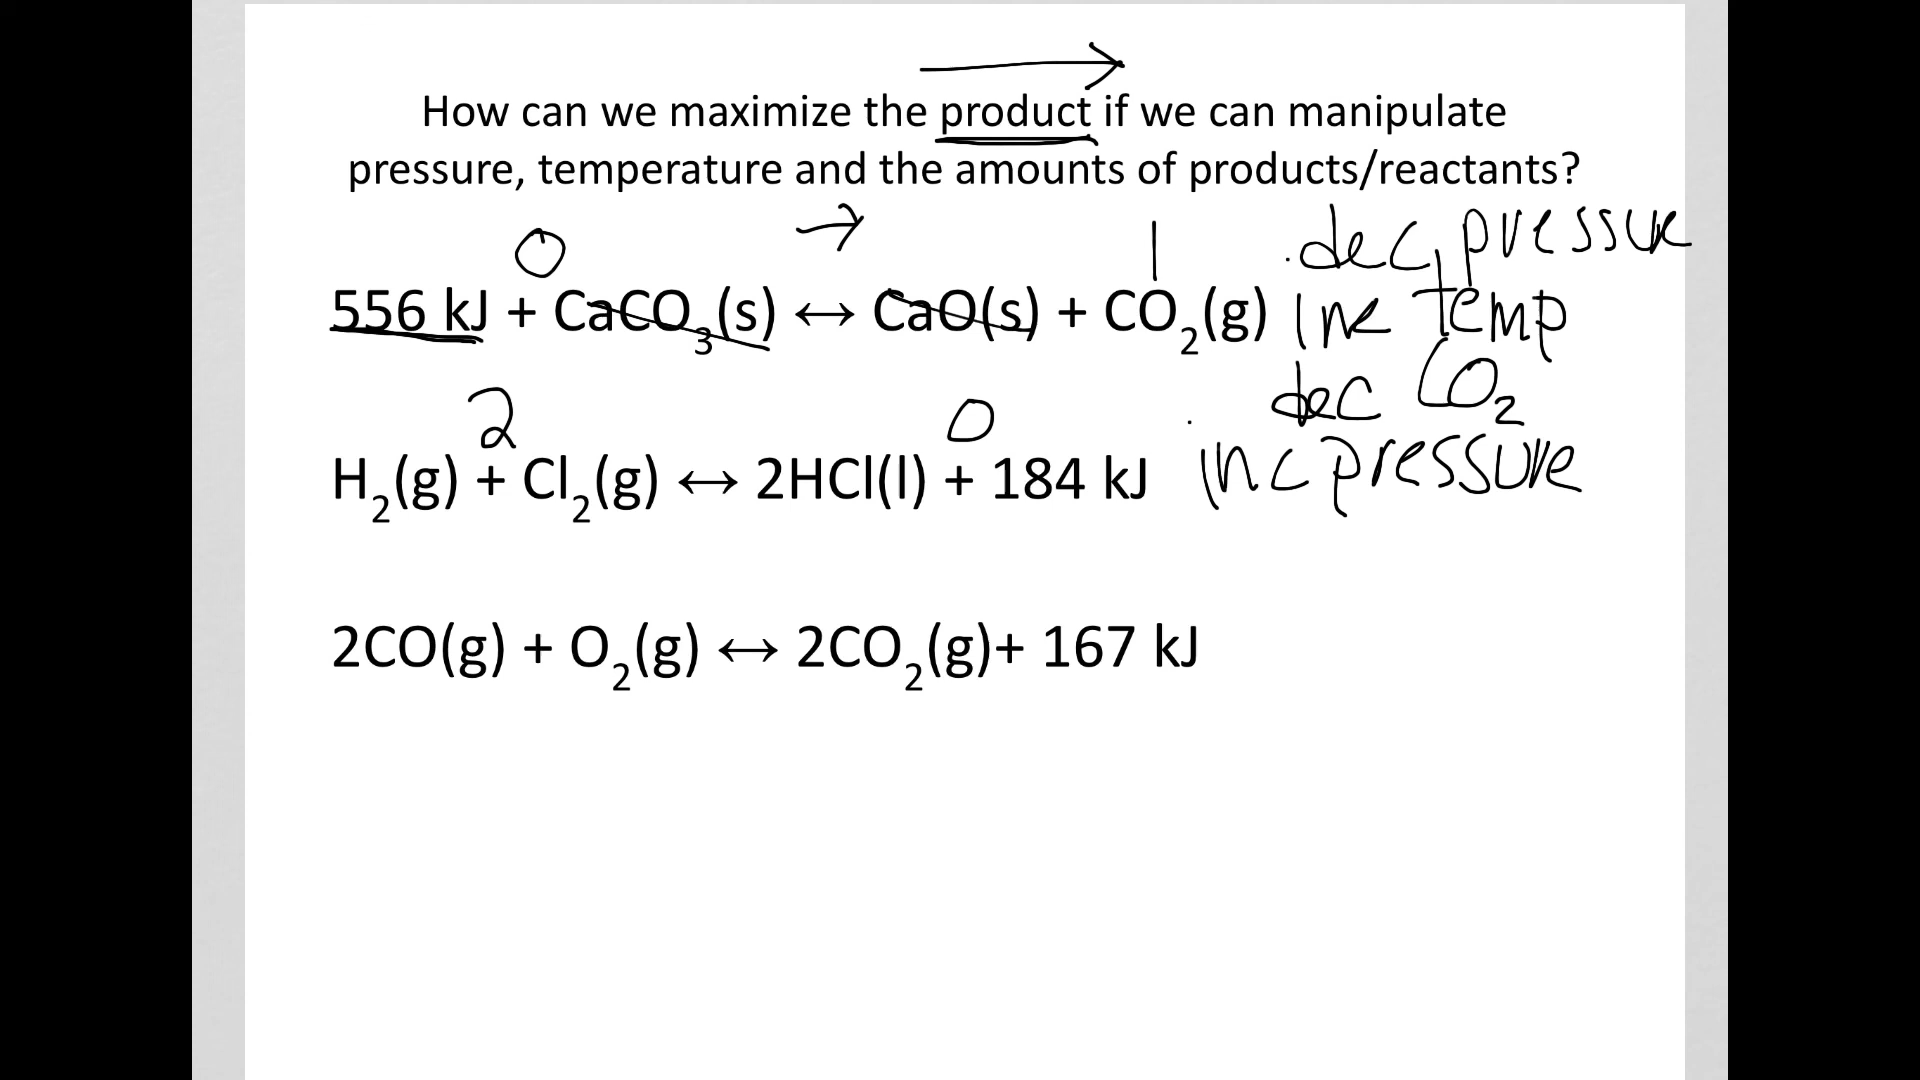 How can we maximize the product if we can manipulate
pressure, temperature and the amounts of products/reactants?
0 → 1 dec, pressure
556 kJ + CaCO₃(s) ↔ CaO(s) + CO₂(g) inc temp
dec CO₂
2 0
H₂(g) + Cl₂(g) ↔ 2HCl(l) + 184 kJ inc pressure
2CO(g) + O₂(g) ↔ 2CO₂(g)+ 167 kJ